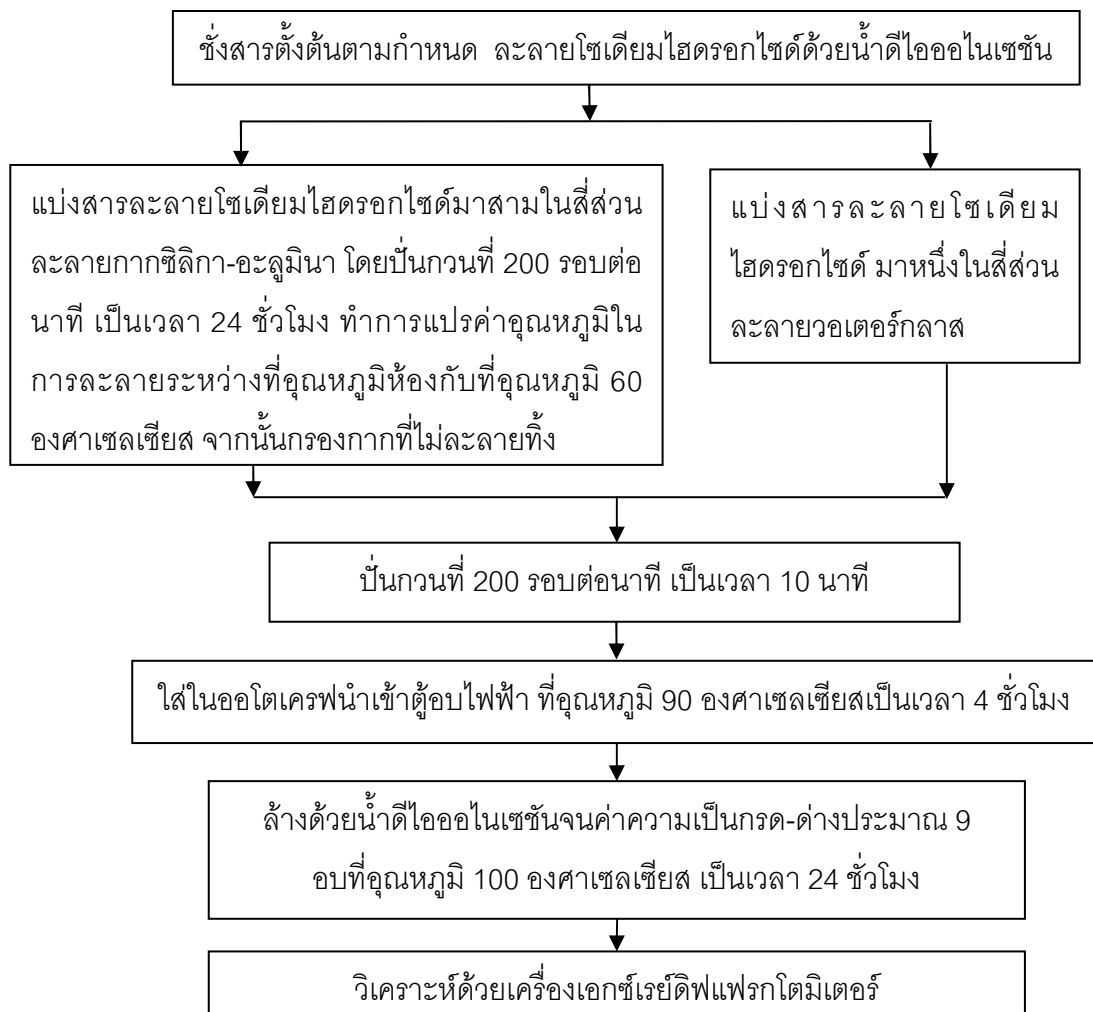 ชั่งสารตั้งต้นตามกำหนด ละลายโซเดียมไฮดรอกไซด์ด้วยน้ำดีไอออไนเซชัน
แบ่งสารละลายโซเดียมไฮดรอกไซด์มาสามในสี่ส่วน
ละลายกากซิลิกา-อะลูมินา โดยปั่นกวนที่ 200 รอบต่อ
นาที เป็นเวลา 24 ชั่วโมง ทำการแปรค่าอุณหภูมิใน
การละลายระหว่างที่อุณหภูมิห้องกับที่อุณหภูมิ 60
องศาเซลเซียส จากนั้นกรองกากที่ไม่ละลายทิ้ง
แบ่งสารละลายโซเดียม
ไฮดรอกไซด์ มาหนึ่งในสี่ส่วน
ละลายวอเตอร์กลาส
ปั่นกวนที่ 200 รอบต่อนาที เป็นเวลา 10 นาที
ใส่ในออโตเครฟนำเข้าตู้อบไฟฟ้า ที่อุณหภูมิ 90 องศาเซลเซียสเป็นเวลา 4 ชั่วโมง
ล้างด้วยน้ำดีไอออไนเซชันจนค่าความเป็นกรด-ด่างประมาณ 9
อบที่อุณหภูมิ 100 องศาเซลเซียส เป็นเวลา 24 ชั่วโมง
วิเคราะห์ด้วยเครื่องเอกซ์เรย์ดิฟแฟรกโตมิเตอร์